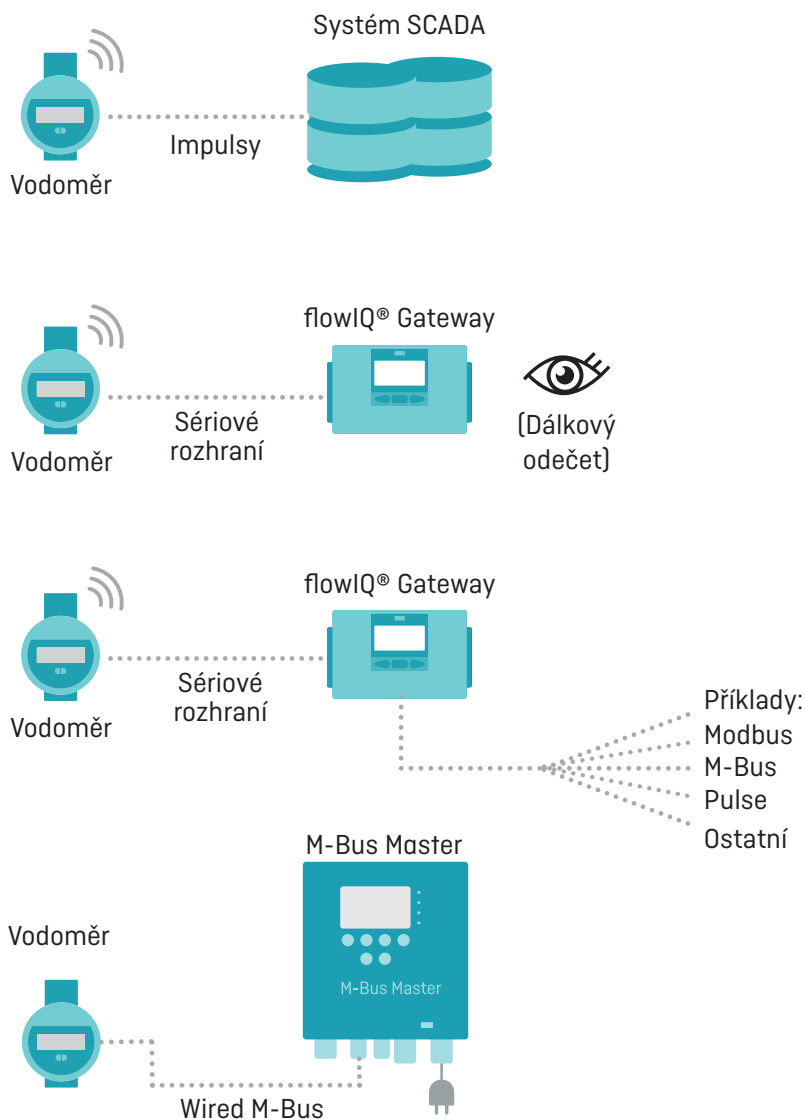 Systém SCADA
Impulsy
Vodoměr
flowIQ® Gateway
Sériové
rozhraní
Vodoměr
(Dálkový
odečet)
flowIQ® Gateway
Sériové
rozhraní
Vodoměr
Příklady:
Modbus
M-Bus
Pulse
Ostatní
M-Bus Master
M-Bus Master
Vodoměr
Wired M-Bus